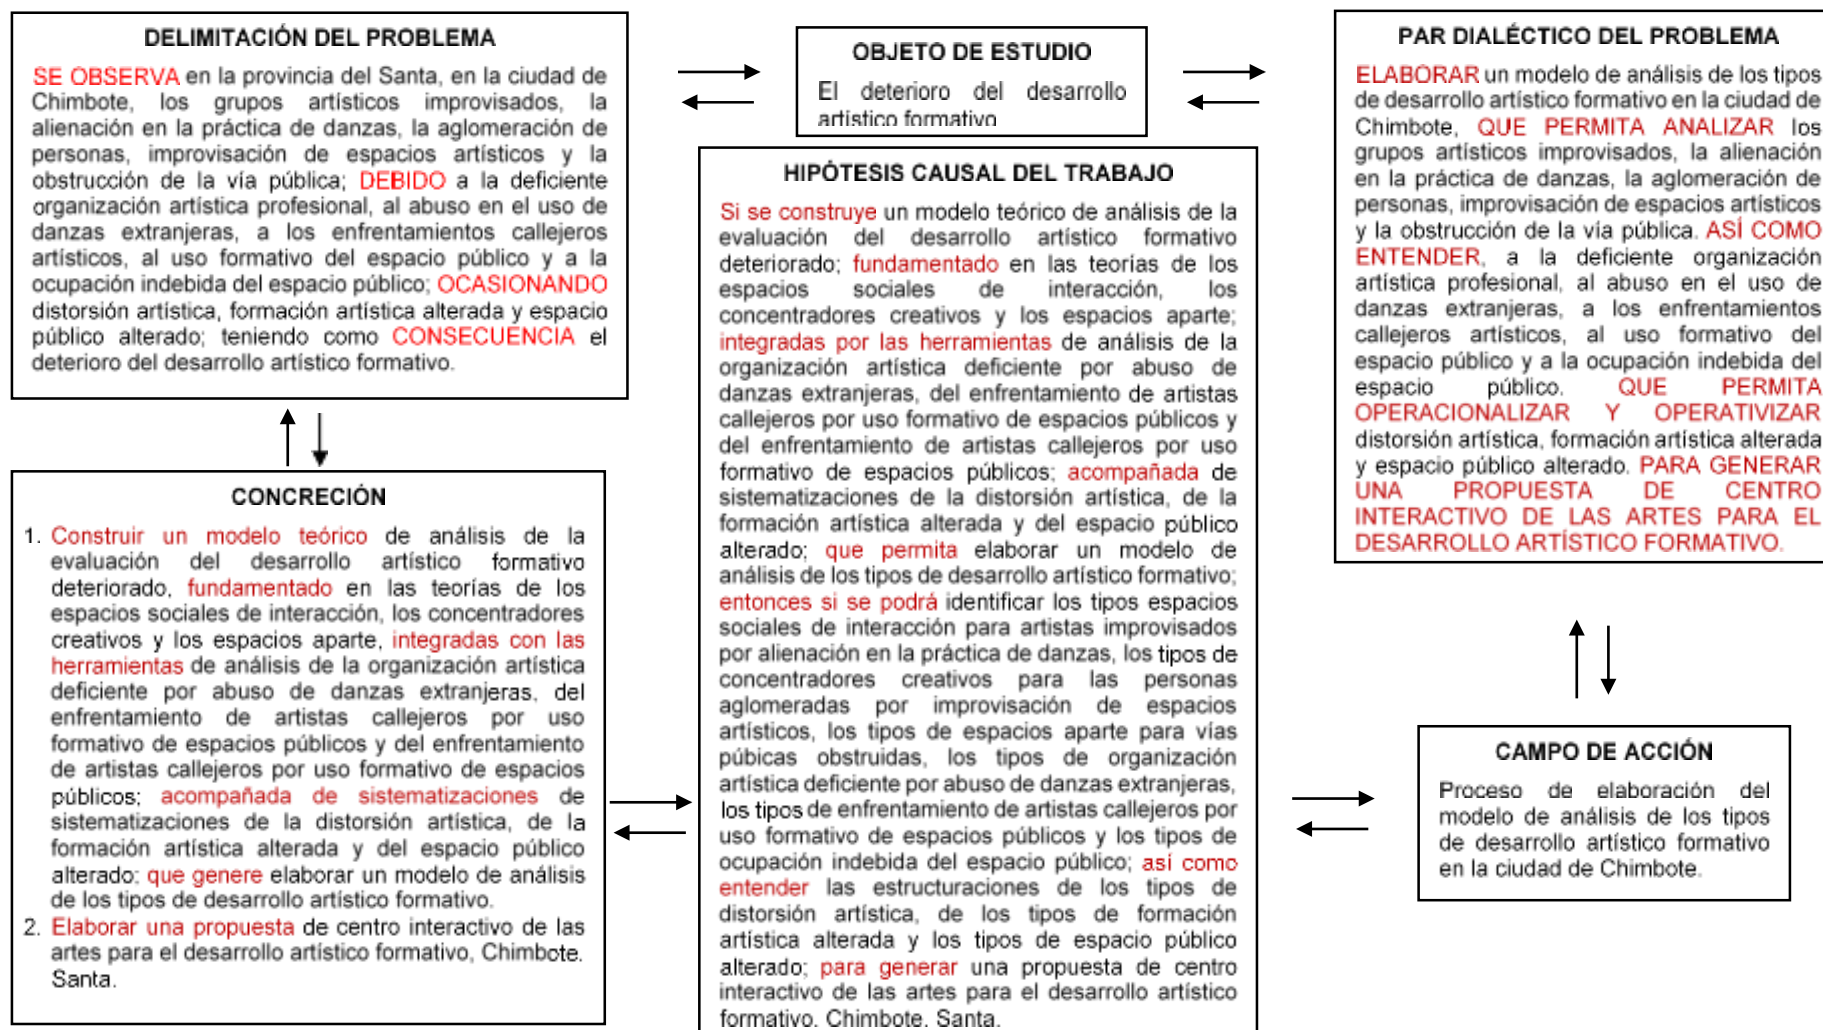 DELIMITACIÓN DEL PROBLEMA
SE OBSERVA en la provincia del Santa, en la ciudad de
Chimbote, los grupos artísticos improvisados, la
alienación en la práctica de danzas, la aglomeración de
personas, improvisación de espacios artísticos y la
obstrucción de la vía pública; DEBIDO a la deficiente
organización artística profesional, al abuso en el uso de
danzas extranjeras, a los enfrentamientos callejeros
artísticos, al uso formativo del espacio público y a la
ocupación indebida del espacio público; OCASIONANDO
distorsión artística, formación artística alterada y espacio
público alterado; teniendo como CONSECUENCIA el
deterioro del desarrollo artístico formativo.
OBJETO DE ESTUDIO
El deterioro del desarrollo
artístico formativo
PAR DIALÉCTICO DEL PROBLEMA
ELABORAR un modelo de análisis de los tipos
de desarrollo artístico formativo en la ciudad de
Chimbote, QUE PERMITA ANALIZAR los
grupos artísticos improvisados, la alienación
en la práctica de danzas, la aglomeración de
personas, improvisación de espacios artísticos
y la obstrucción de la vía pública. ASÍ COMO
ENTENDER, a la deficiente organización
artística profesional, al abuso en el uso de
danzas extranjeras, a los enfrentamientos
callejeros artísticos, al uso formativo del
espacio público y a la ocupación indebida del
espacio público. QUE PERMITA
OPERACIONALIZAR Y OPERATIVIZAR
distorsión artística, formación artística alterada
y espacio público alterado. PARA GENERAR
UNA PROPUESTA DE CENTRO
INTERACTIVO DE LAS ARTES PARA EL
DESARROLLO ARTÍSTICO FORMATIVO.
HIPÓTESIS CAUSAL DEL TRABAJO
Si se construye un modelo teórico de análisis de la
evaluación del desarrollo artístico formativo
deteriorado; fundamentado en las teorías de los
espacios sociales de interacción, los
concentradores creativos y los espacios aparte;
integradas por las herramientas de análisis de la
organización artística deficiente por abuso de
danzas extranjeras, del enfrentamiento de artistas
callejeros por uso formativo de espacios públicos y
del enfrentamiento de artistas callejeros por uso
formativo de espacios públicos; acompañada de
sistematizaciones de la distorsión artística, de la
formación artística alterada y del espacio público
alterado; que permita elaborar un modelo de
análisis de los tipos de desarrollo artístico formativo;
entonces si se podrá identificar los tipos espacios
sociales de interacción para artistas improvisados
por alienación en la práctica de danzas, los tipos de
concentradores creativos para las personas
aglomeradas por improvisación de espacios
artísticos, los tipos de espacios aparte para vías
púbicas obstruidas, los tipos de organización
artística deficiente por abuso de danzas extranjeras,
los tipos de enfrentamiento de artistas callejeros por
uso formativo de espacios públicos y los tipos de
ocupación indebida del espacio público; así como
entender las estructuraciones de los tipos de
distorsión artística, de los tipos de formación
artística alterada y los tipos de espacio público
alterado; para generar una propuesta de centro
interactivo de las artes para el desarrollo artístico
formativo, Chimbote, Santa.
CONCRECIÓN
1. Construir un modelo teórico de análisis de la
evaluación del desarrollo artístico formativo
deteriorado, fundamentado en las teorías de los
espacios sociales de interacción, los concentradores
creativos y los espacios aparte, integradas con las
herramientas de análisis de la organización artística
deficiente por abuso de danzas extranjeras, del
enfrentamiento de artistas callejeros por uso
formativo de espacios públicos y del enfrentamiento
de artistas callejeros por uso formativo de espacios
públicos; acompañada de sistematizaciones de
sistematizaciones de la distorsión artística, de la
formación artística alterada y del espacio público
alterado; que genere elaborar un modelo de análisis
de los tipos de desarrollo artístico formativo.
2. Elaborar una propuesta de centro interactivo de las
artes para el desarrollo artístico formativo, Chimbote.
Santa.
CAMPO DE ACCIÓN
Proceso de elaboración del
modelo de análisis de los tipos
de desarrollo artístico formativo
en la ciudad de Chimbote.